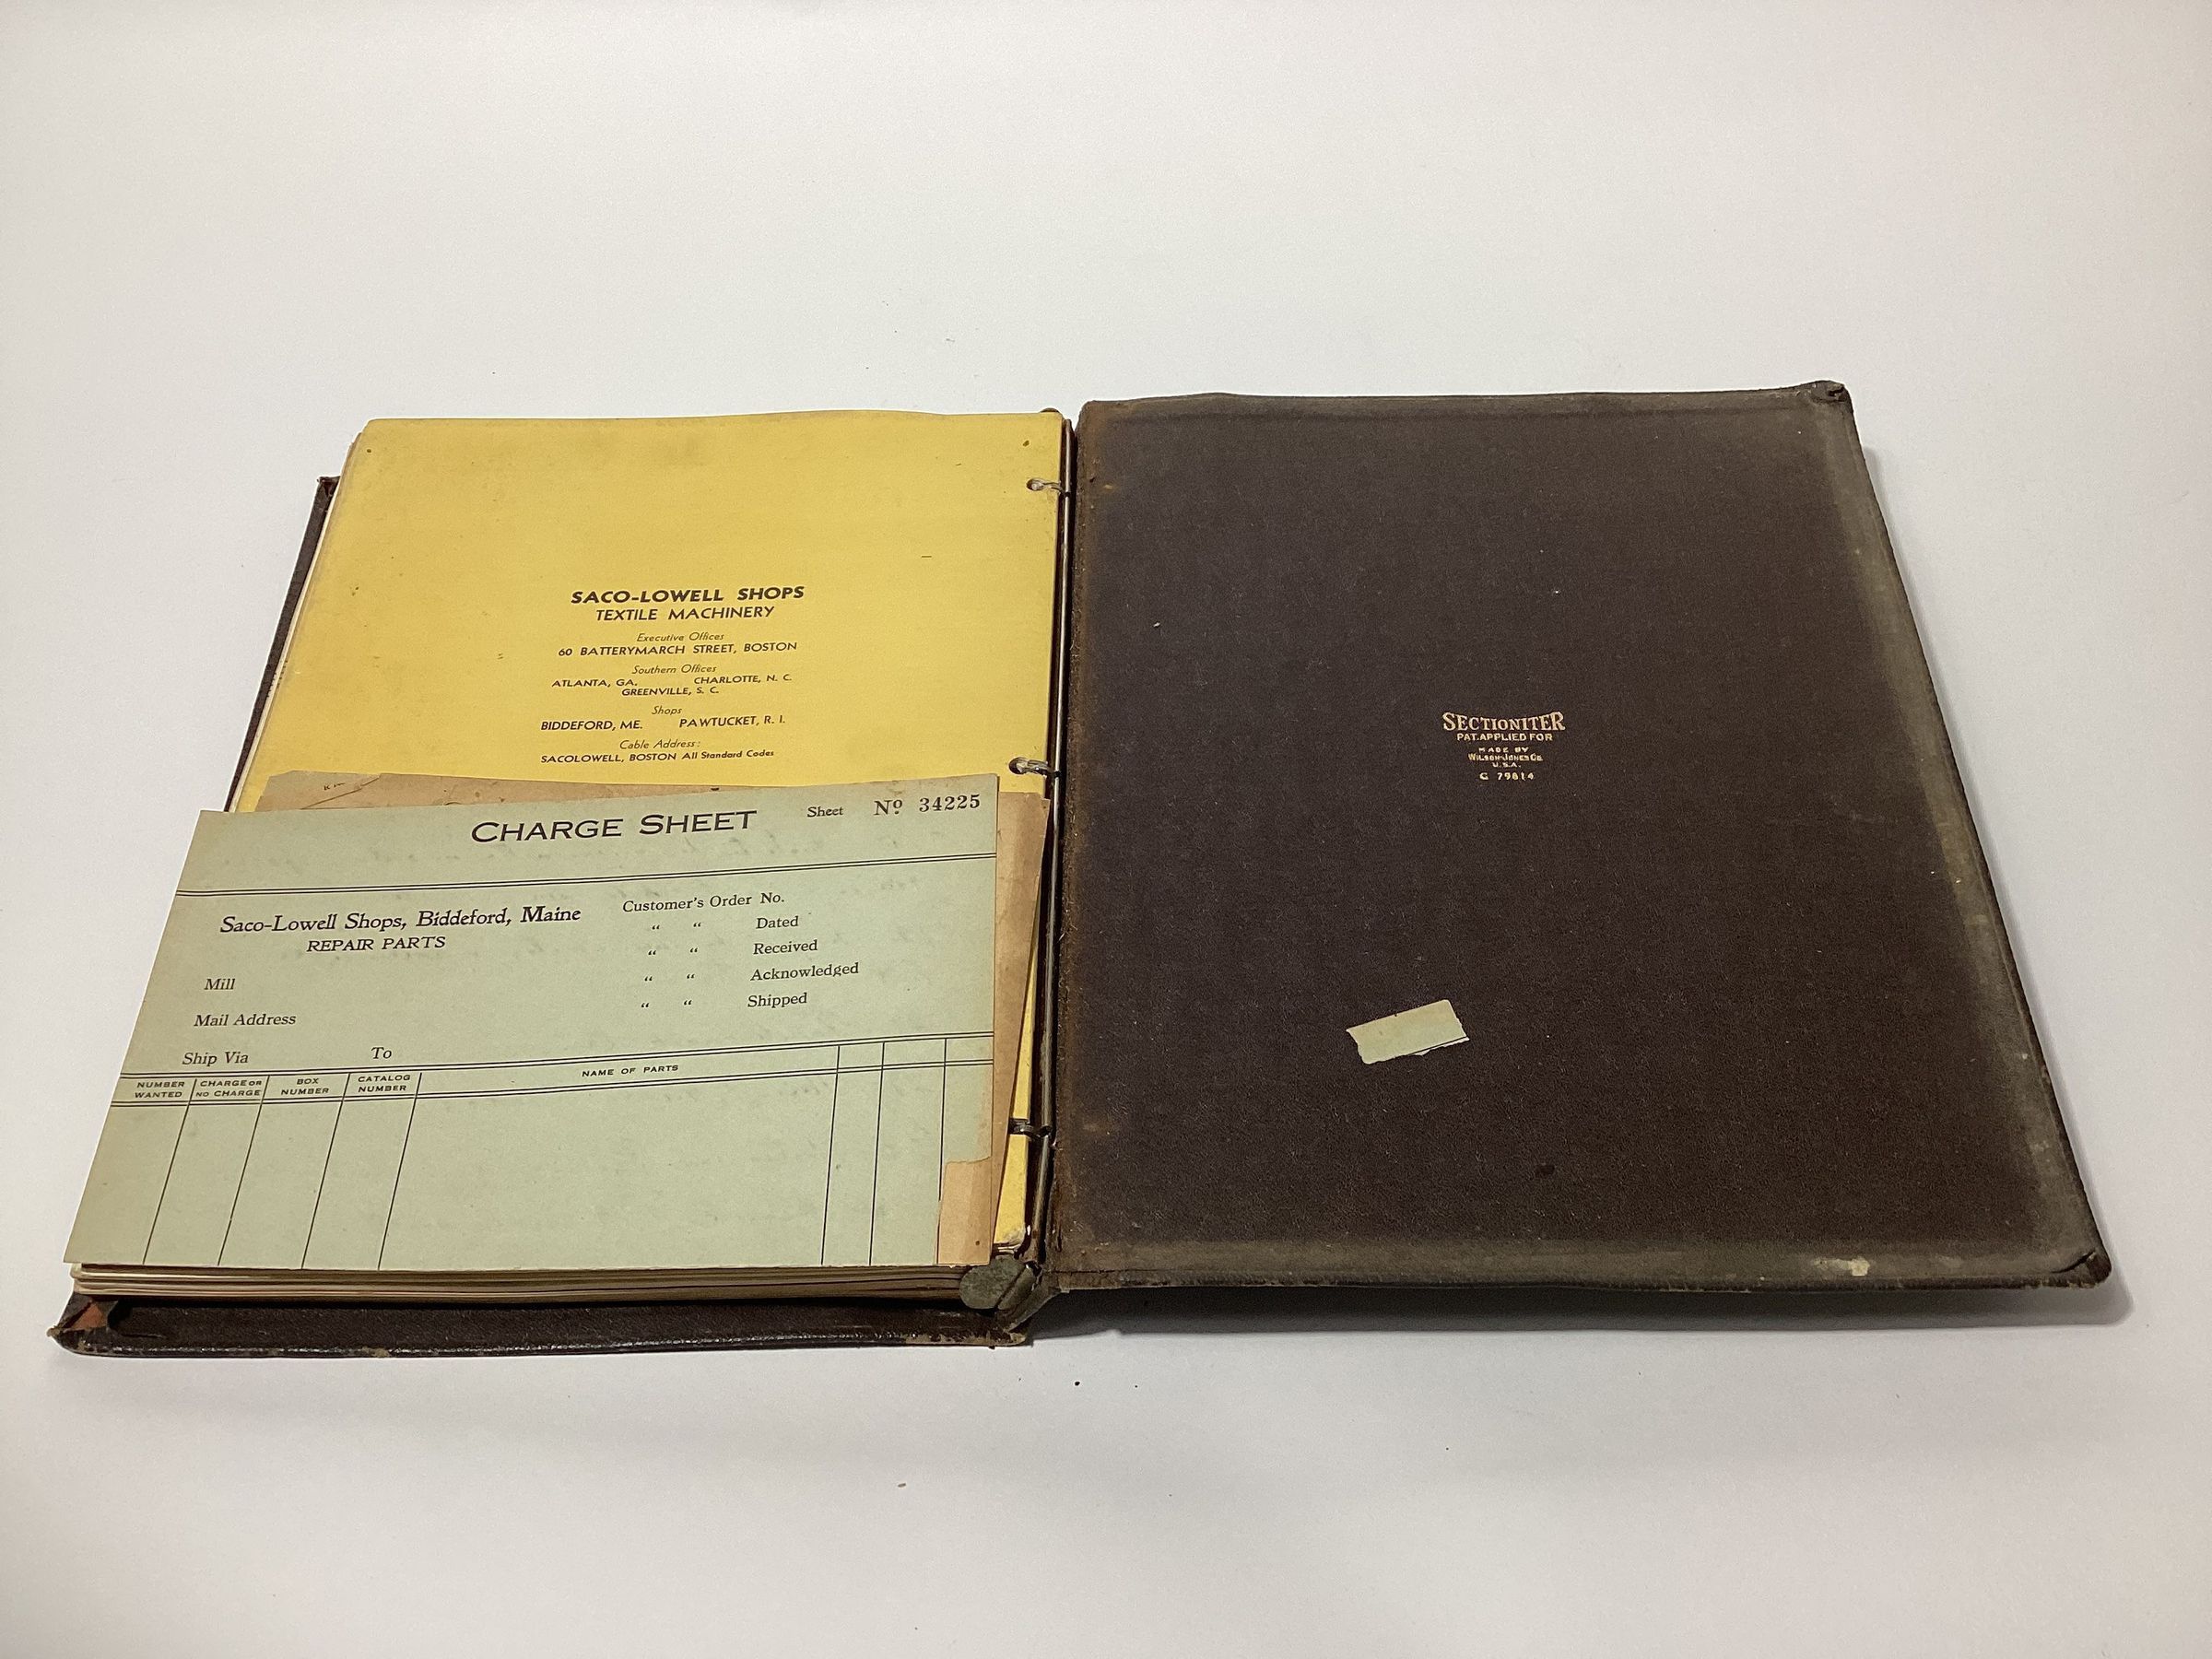 SACO-LOWELL SHOPS
TEXTILE MACHINERY
Executive Offices
60 BATTERYMARCH STREET, BOSTON
Southern Offices
ATLANTA, GA. CHARLOTTE, N. C.
GREENVILLE, S. C.
Shops
BIDDEFORD, ME. PAWTUCKET, R. I.
Cable Address:
SACOLOWELL, BOSTON All Standard Codes
CHARGE SHEET Sheet Nº 34225
Saco-Lowell Shops, Biddeford, Maine
REPAIR PARTS
Mill
Mail Address
Ship Via To
Customer's Order No.
“ “ Dated
“ “ Received
“ “ Acknowledged
“ “ Shipped
NUMBER WANTED
CHARGE OR NO CHARGE
BOX NUMBER
CATALOG NUMBER
NAME OF PARTS
SECTIONITER
PAT. APPLIED FOR
MADE BY
WILSON-JONES CO.
U.S.A.
C 79814